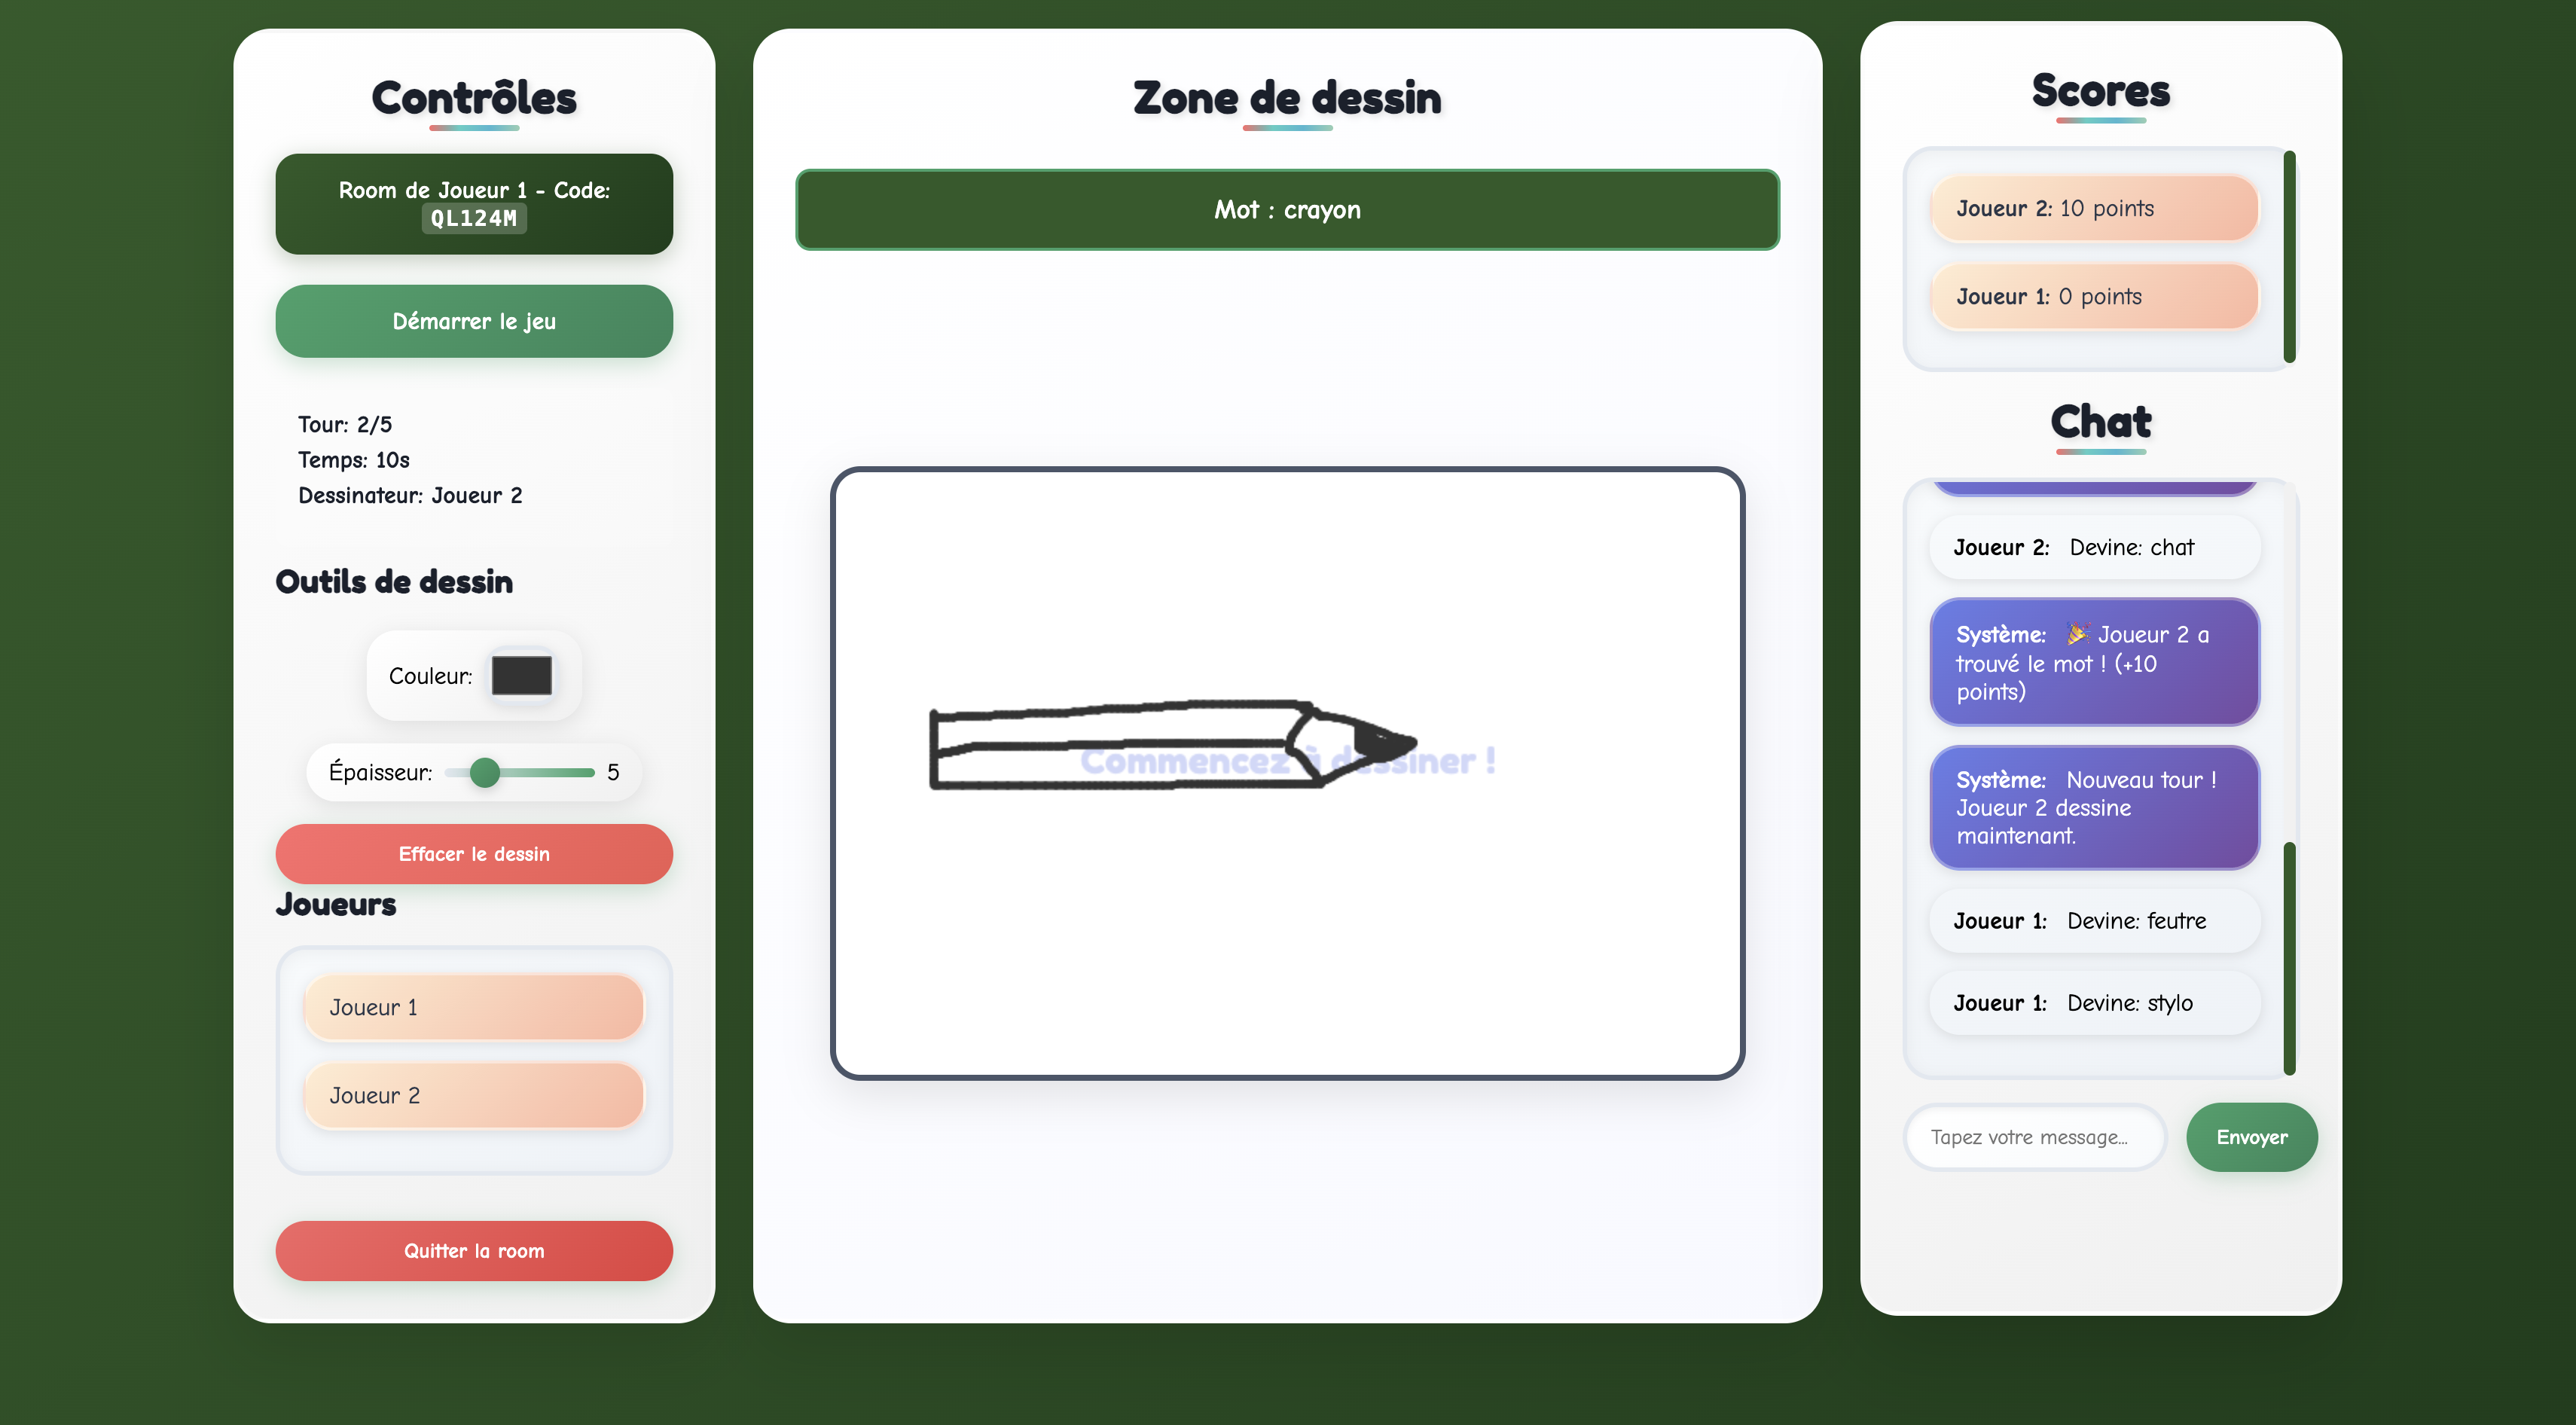 Contrôles
Room de Joueur 1 - Code:
QL124M
Démarrer le jeu
Tour: 2/5
Temps: 10s
Dessinateur: Joueur 2
Outils de dessin
Couleur:
Épaisseur: 5
Effacer le dessin
Joueurs
Joueur 1
Joueur 2
Quitter la room
Zone de dessin
Mot : crayon
Commencez à dessiner !
Scores
Joueur 2: 10 points
Joueur 1: 0 points
Chat
Joueur 2: Devine: chat
Système: 🎉 Joueur 2 a
trouvé le mot ! (+10
points)
Système: Nouveau tour !
Joueur 2 dessine
maintenant.
Joueur 1: Devine: feutre
Joueur 1: Devine: stylo
Tapez votre message...
Envoyer